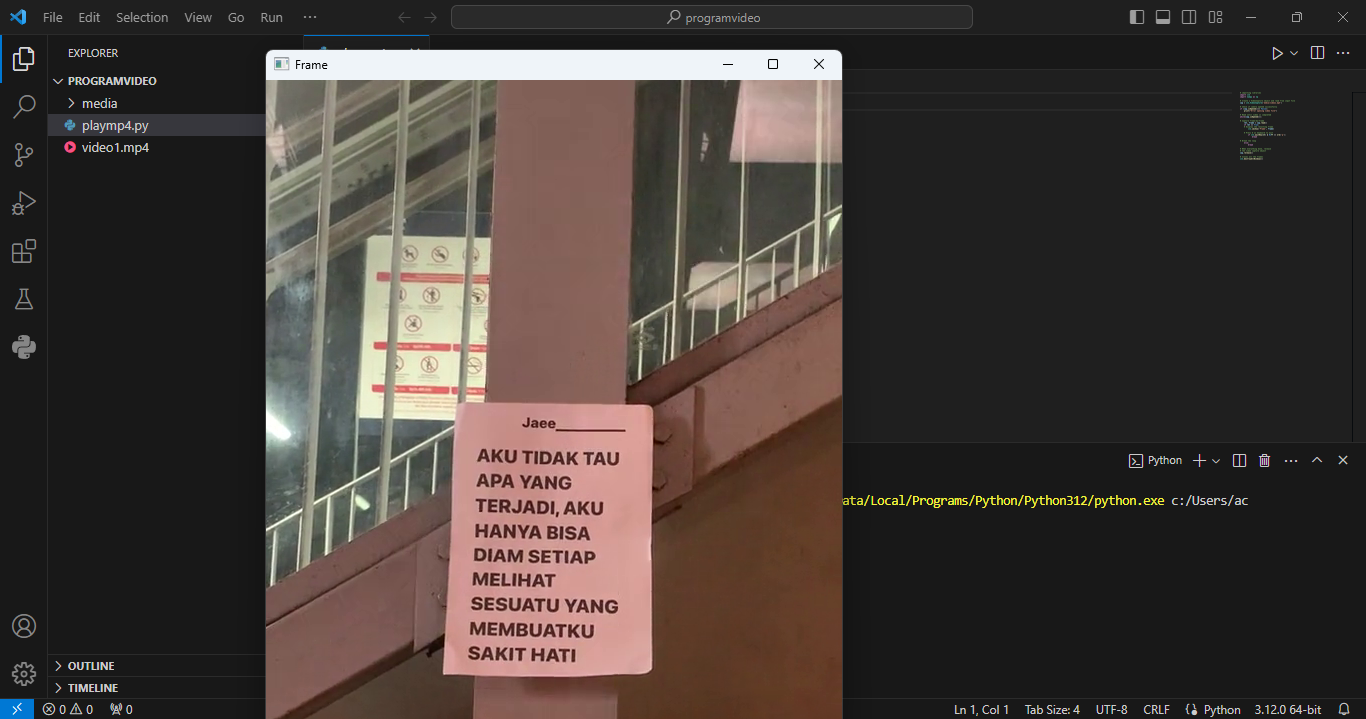 File Edit Selection View Go Run ···
programvideo
EXPLORER
PROGRAMVIDEO
media
playmp4.py
video1.mp4
OUTLINE
TIMELINE
Frame
Jaee__________
AKU TIDAK TAU
APA YANG
TERJADI, AKU
HANYA BISA
DIAM SETIAP
MELIHAT
SESUATU YANG
MEMBUATKU
SAKIT HATI
Python
ata/Local/Programs/Python/Python312/python.exe c:/Users/ac
0 0 0
Ln 1, Col 1 Tab Size: 4 UTF-8 CRLF Python 3.12.0 64-bit